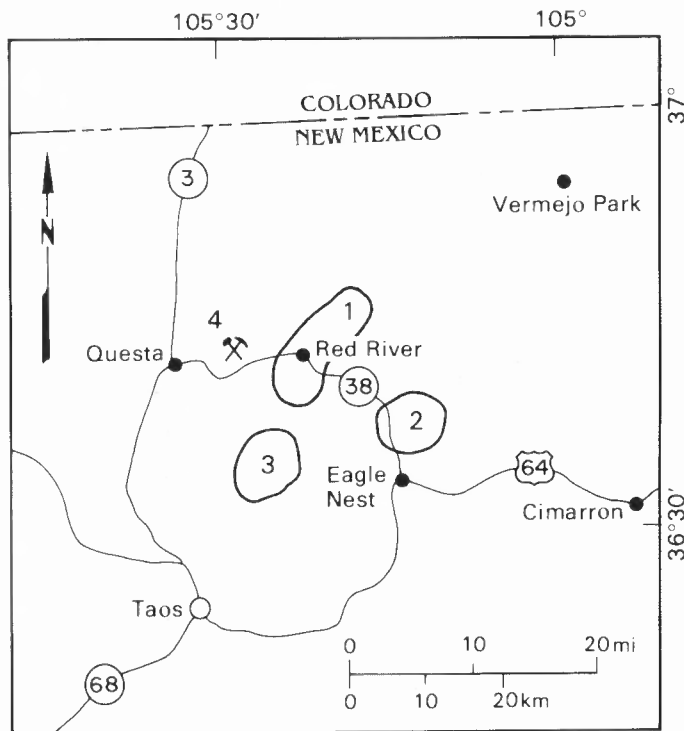 105°30′
105°
COLORADO
NEW MEXICO
37°
3
Vermejo Park
N
1
4
Questa
Red River
38
2
3
Eagle
Nest
64
Cimarron
36°30′
Taos
0 10 20mi
0 10 20km
68